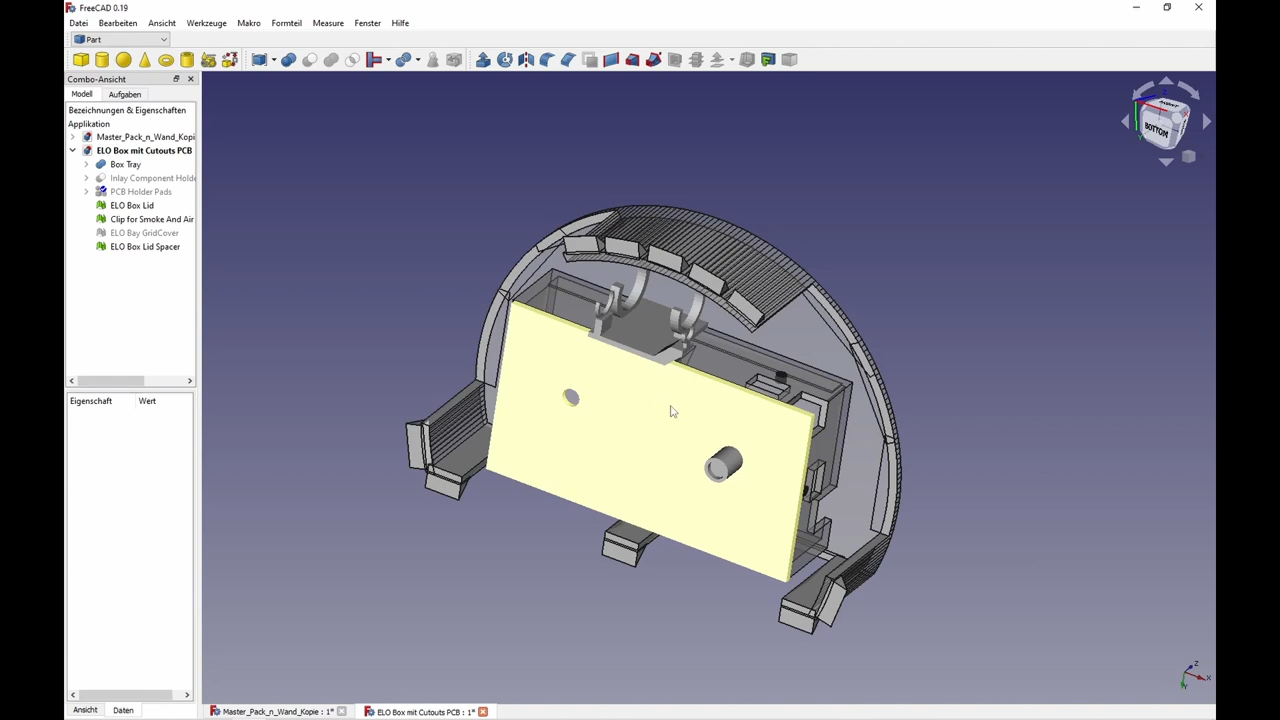 FreeCAD 0.19
Datei Bearbeiten Ansicht Werkzeuge Makro Formteil Measure Fenster Hilfe
Part
Combo-Ansicht
Modell Aufgaben
Bezeichnungen & Eigenschaften
Applikation
Master_Pack_n_Wand_Kopi
ELO Box mit Cutouts PCB
Box Tray
Inlay Component Hold
PCB Holder Pads
ELO Box Lid
Clip for Smoke And Air
ELO Bay GridCover
ELO Box Lid Spacer
Eigenschaft Wert
BOTTOM
Z
X
Y
Ansicht Daten
Master_Pack_n_Wand_Kopie : 1*
ELO Box mit Cutouts PCB : 1*